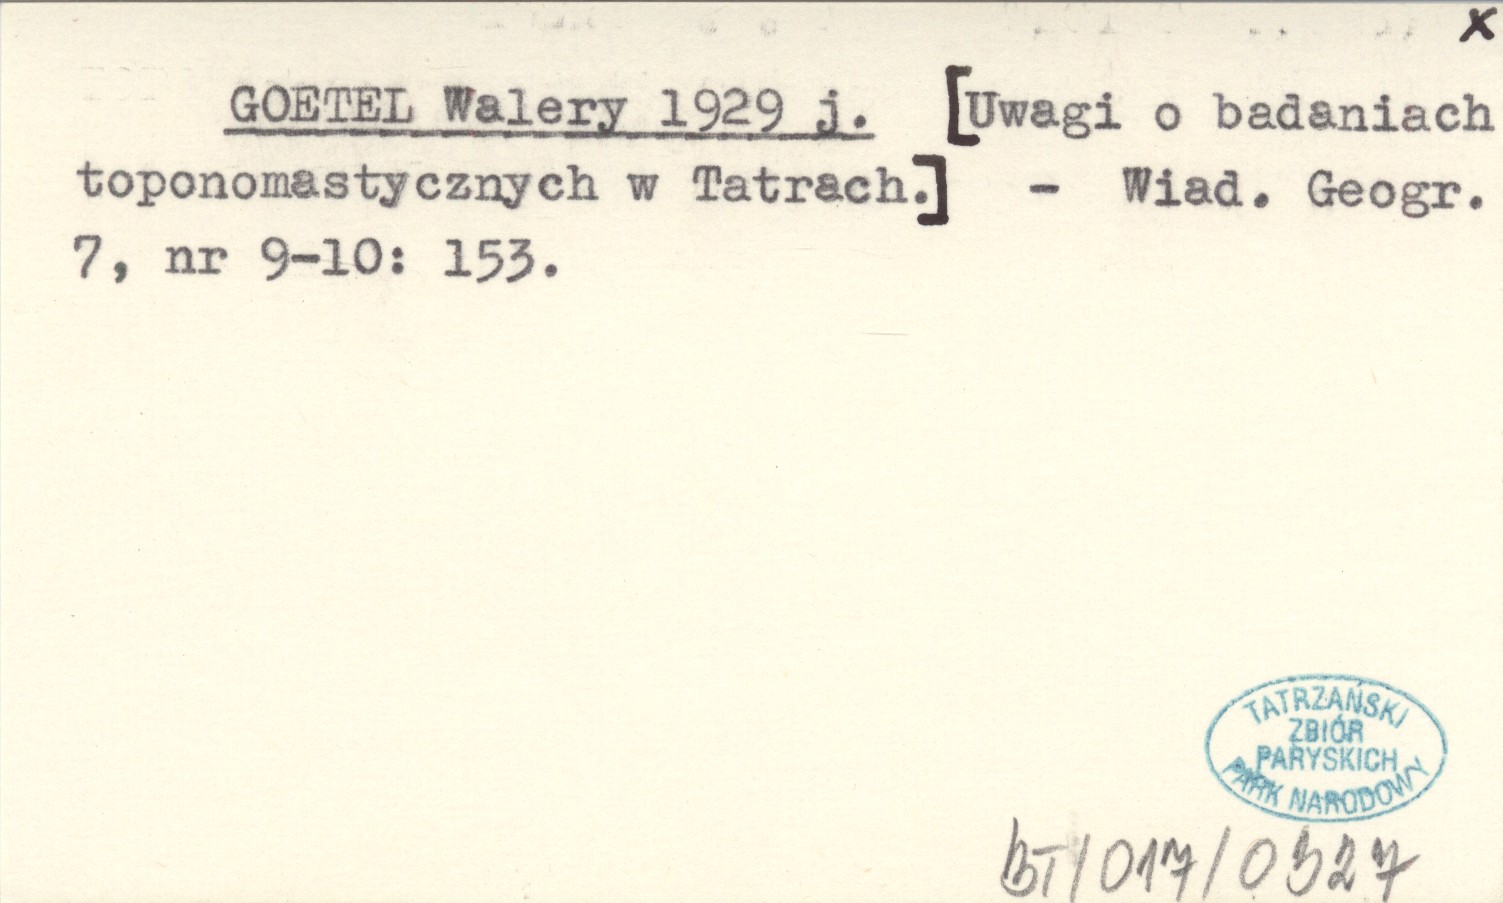 x
GOETEL Walery 1929 j. [Uwagi o badaniach
toponomastycznych w Tatrach.] - Wiad. Geogr.
7, nr 9-10: 153.
TATRZAŃSKI
ZBIÓR
PARYSKICH
PARK NARODOWY
BT/017/0327